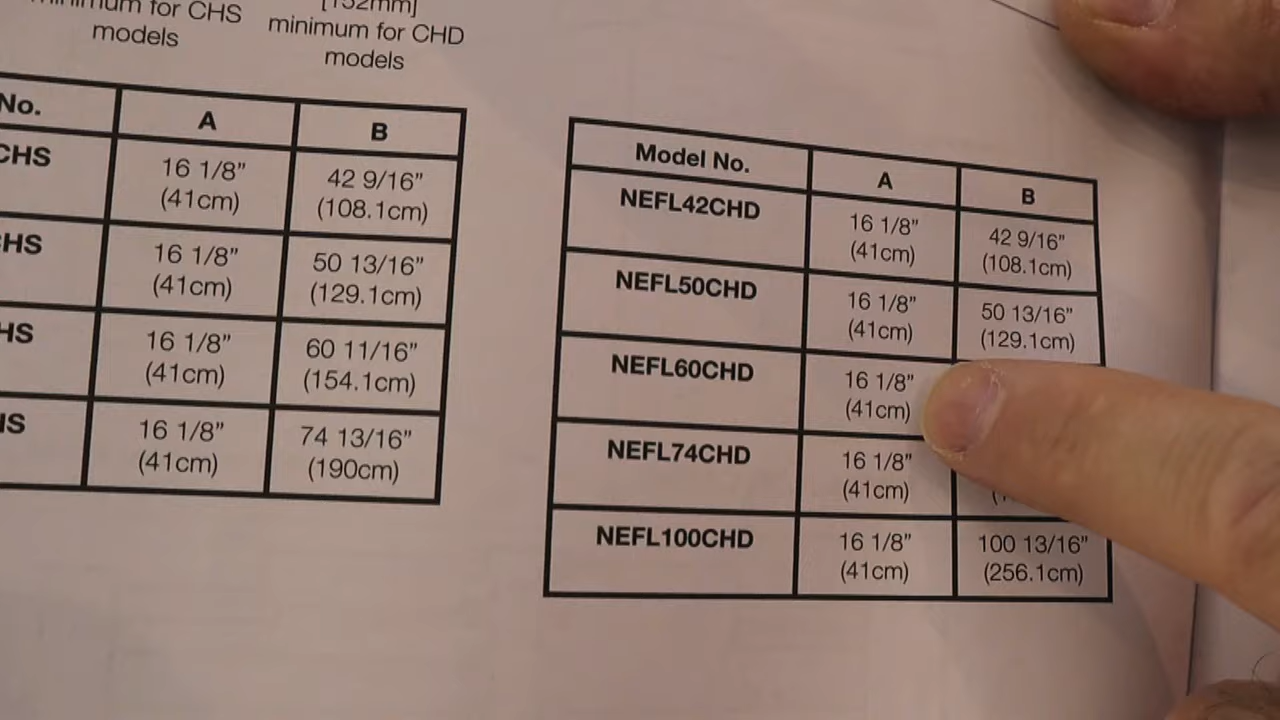 for CHS
models
[152mm]
minimum for CHD
models
No. A B
CHS 16 1/8” 42 9/16”
(41cm) (108.1cm)
CHS 16 1/8” 50 13/16”
(41cm) (129.1cm)
HS 16 1/8” 60 11/16”
(41cm) (154.1cm)
HS 16 1/8” 74 13/16”
(41cm) (190cm)
Model No. A B
NEFL42CHD 16 1/8” 42 9/16”
(41cm) (108.1cm)
NEFL50CHD 16 1/8” 50 13/16”
(41cm) (129.1cm)
NEFL60CHD 16 1/8”
(41cm)
NEFL74CHD 16 1/8”
(41cm)
NEFL100CHD 16 1/8” 100 13/16”
(41cm) (256.1cm)